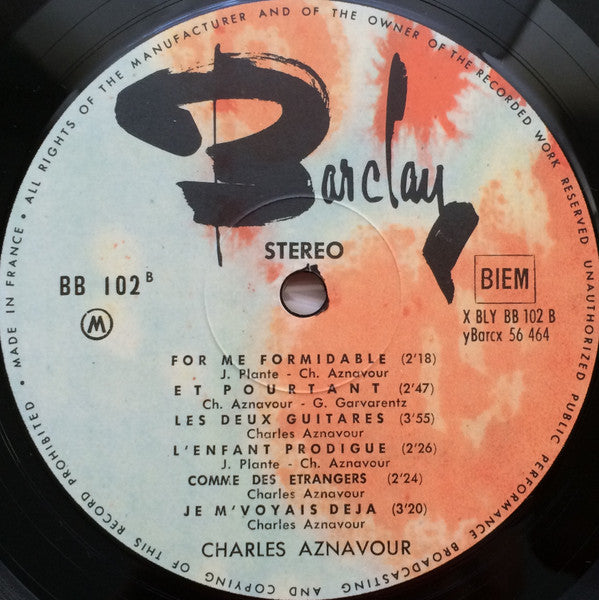 ALL RIGHTS OF THE MANUFACTURER AND OF THE OWNER OF THE RECORDED WORK RESERVED
UNAUTHORIZED PUBLIC PERFORMANCE BROADCASTING AND COPYING OF THIS RECORD PROHIBITED • MADE IN FRANCE •
Barclay
STEREO
BB 102 B
M
BIEM
X BLY BB 102 B
yBarcx 56 464
FOR ME FORMIDABLE (2'18)
J. Plante - Ch. Aznavour
ET POURTANT (2'47)
Ch. Aznavour - G. Garvarentz
LES DEUX GUITARES (3'55)
Charles Aznavour
L'ENFANT PRODIGUE (2'26)
J. Plante - Ch. Aznavour
COMME DES ETRANGERS (2'24)
Charles Aznavour
JE M'VOYAIS DEJA (3'20)
Charles Aznavour
CHARLES AZNAVOUR